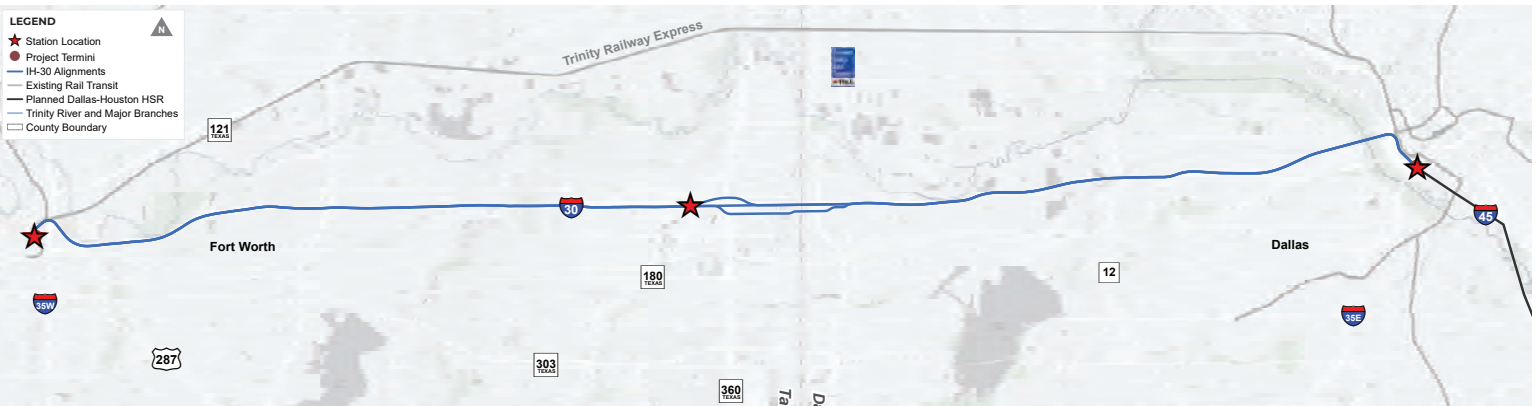 LEGEND
N
Station Location
Project Termini
IH-30 Alignments
Existing Rail Transit
Planned Dallas-Houston HSR
Trinity River and Major Branches
County Boundary
Trinity Railway Express
121
TEXAS
30
45
Fort Worth
Dallas
180
TEXAS
12
35W
35E
287
303
TEXAS
360
TEXAS
Ta